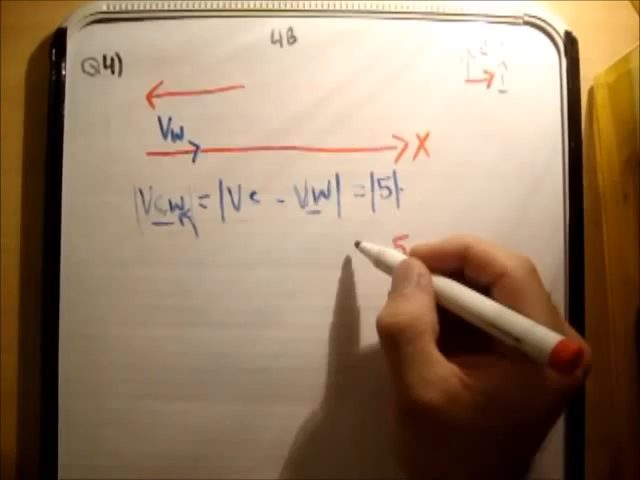 4B
Q4)
Vw
X
|Vcw| = |Vc - Vw| = |5|
5